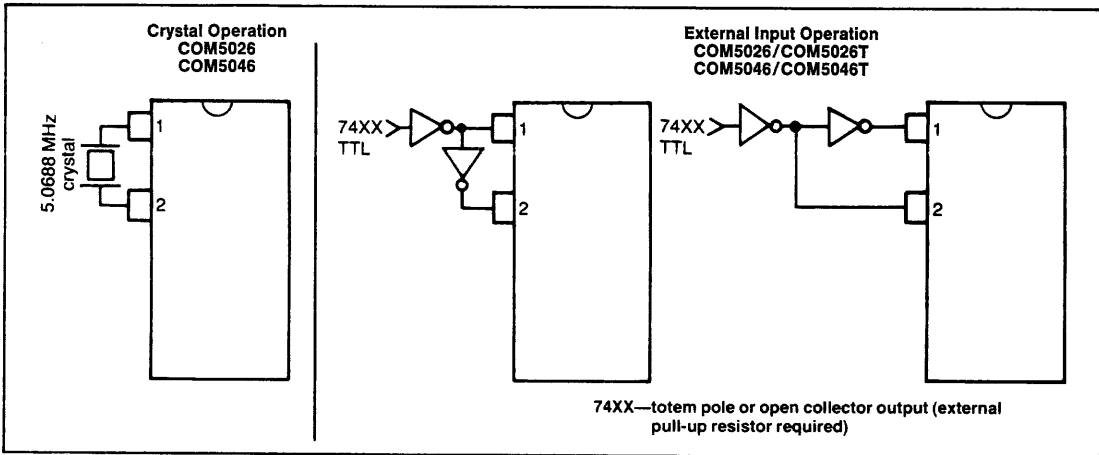 Crystal Operation
COM5026
COM5046
5.0688 MHz
crystal
1
2
External Input Operation
COM5026/COM5026T
COM5046/COM5046T
74XX
TTL
1
2
74XX
TTL
1
2
74XX—totem pole or open collector output (external
pull-up resistor required)